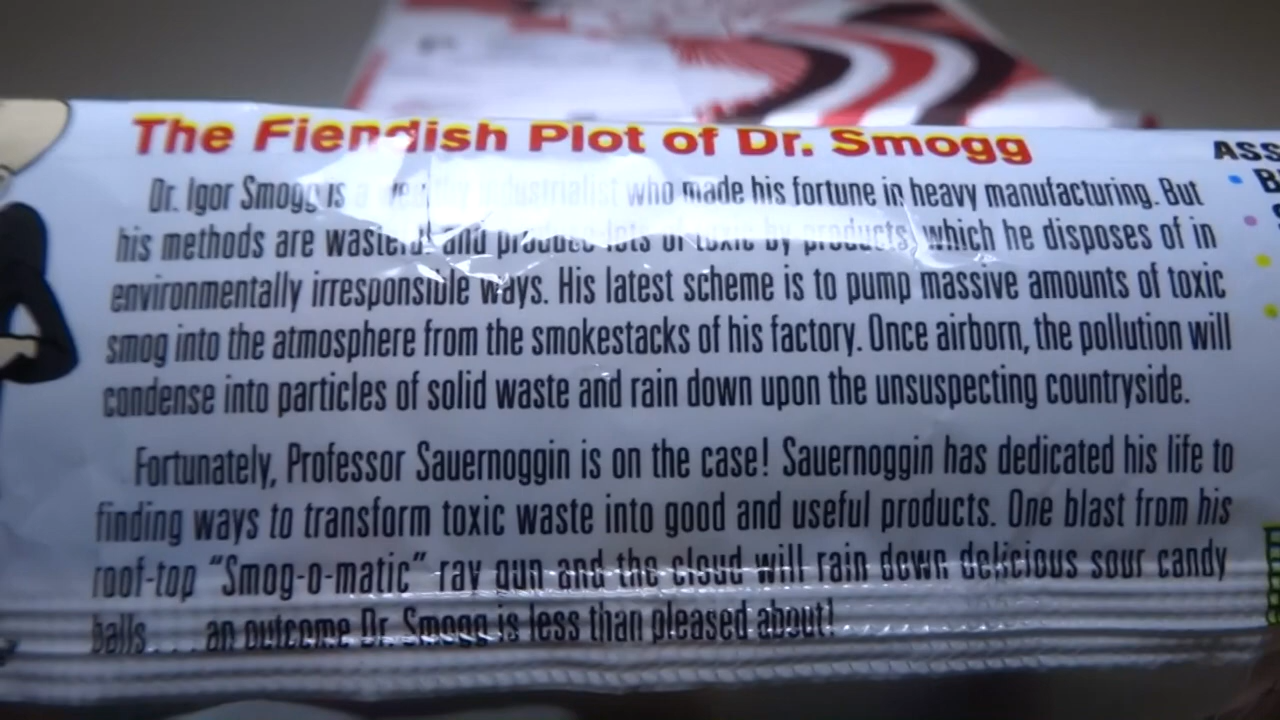 The Fiendish Plot of Dr. Smogg
Dr. Igor Smogg is a wealthy industrialist who made his fortune in heavy manufacturing. But
his methods are wasteful and produce lots of toxic by products, which he disposes of in
environmentally irresponsible ways. His latest scheme is to pump massive amounts of toxic
smog into the atmosphere from the smokestacks of his factory. Once airborn, the pollution will
condense into particles of solid waste and rain down upon the unsuspecting countryside.
Fortunately, Professor Sauernoggin is on the case! Sauernoggin has dedicated his life to
finding ways to transform toxic waste into good and useful products. One blast from his
roof-top “Smog-o-matic” ray gun and the cloud will rain down delicious sour candy
balls. . . an outcome Dr. Smogg is less than pleased about!
ASS